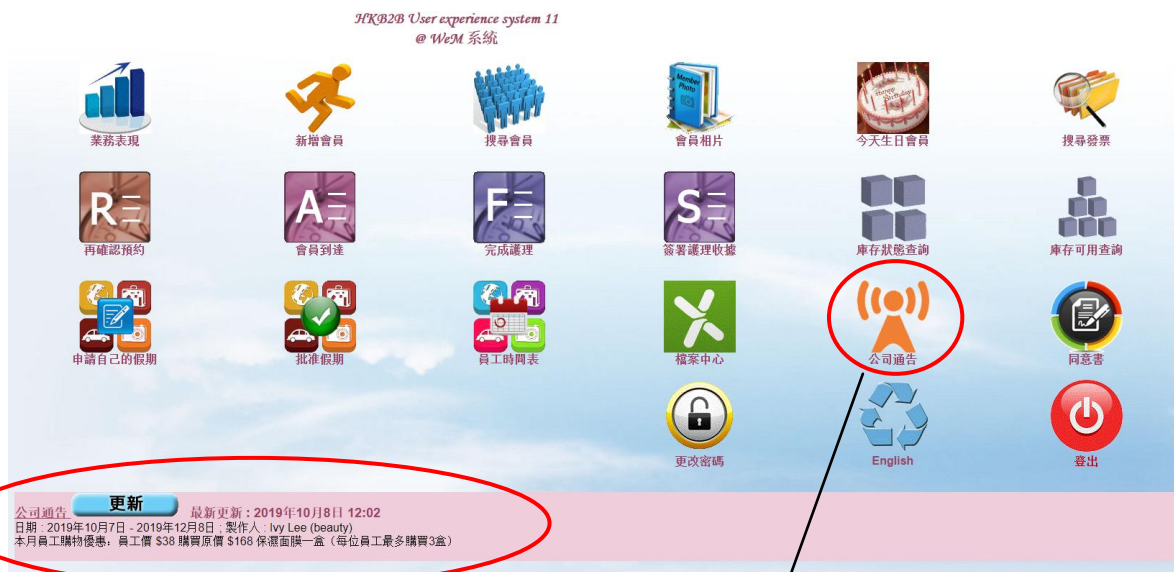 HKB2B User experience system 11
@ WeM 系統
Member
Photo
Happy
Birthday
業務表現
新增會員
搜尋會員
會員相片
今天生日會員
搜尋發票
R
A
F
S
再確認預約
會員到達
完成護理
簽署護理收據
庫存狀態查詢
庫存可用查詢
申請自己的假期
批准假期
員工時間表
檔案中心
公司通告
同意書
更改密碼
English
登出
公司通告 更新 最新更新 : 2019年10月8日 12:02
日期 : 2019年10月7日 - 2019年12月8日 ; 製作人 : Ivy Lee (beauty)
本月員工購物優惠：員工價 $38 購買原價 $168 保濕面膜一盒（每位員工最多購買3盒）